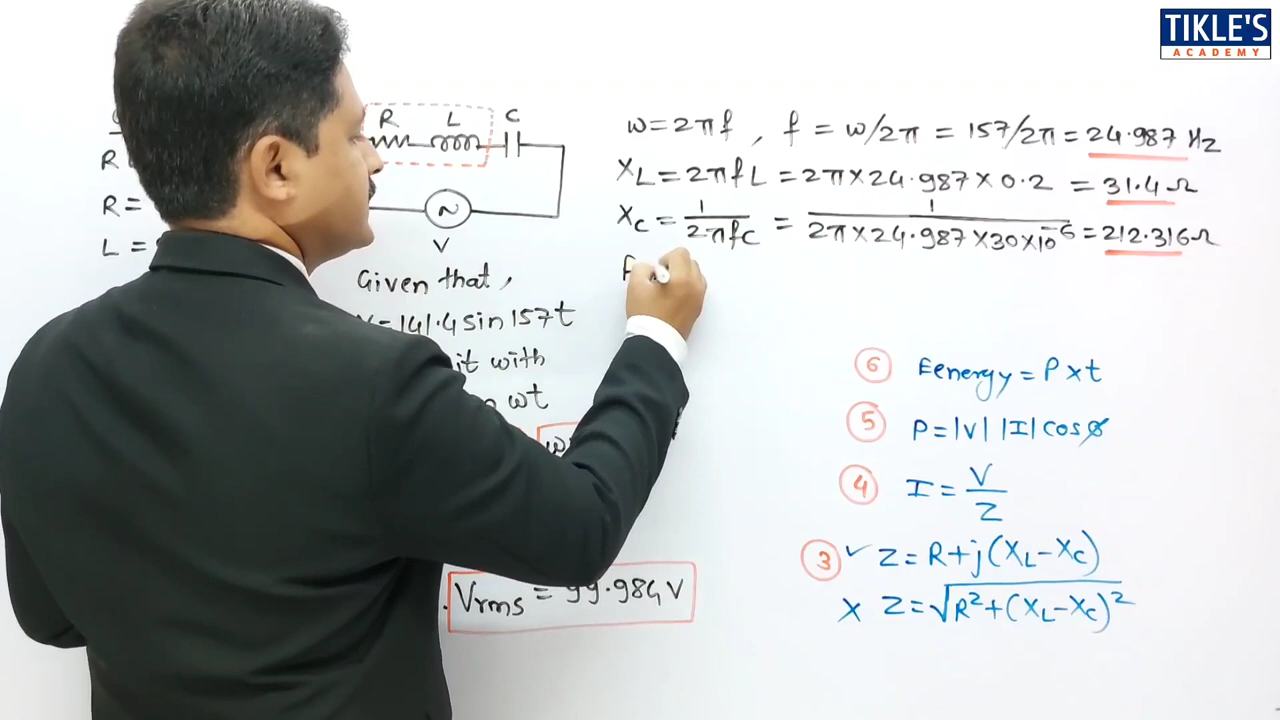 TIKLE'S
ACADEMY
R
R =
L =
R L C
V
Given that,
V = 141.4 sin 157t
it with
ωt
Vrms = 99.984 V
ω = 2πf , f = ω/2π = 157/2π = 24.987 Hz
XL = 2πfL = 2π×24.987×0.2 = 31.4 Ω
XC = 1/2πfC = 1/2π×24.987×30×10^-6 = 212.316 Ω
⑥ Eenergy = P×t
⑤ P = |V| |I| cosø
④ I = V/Z
③ ✓ Z = R+j(XL-XC)
× Z = √R²+(XL-XC)²